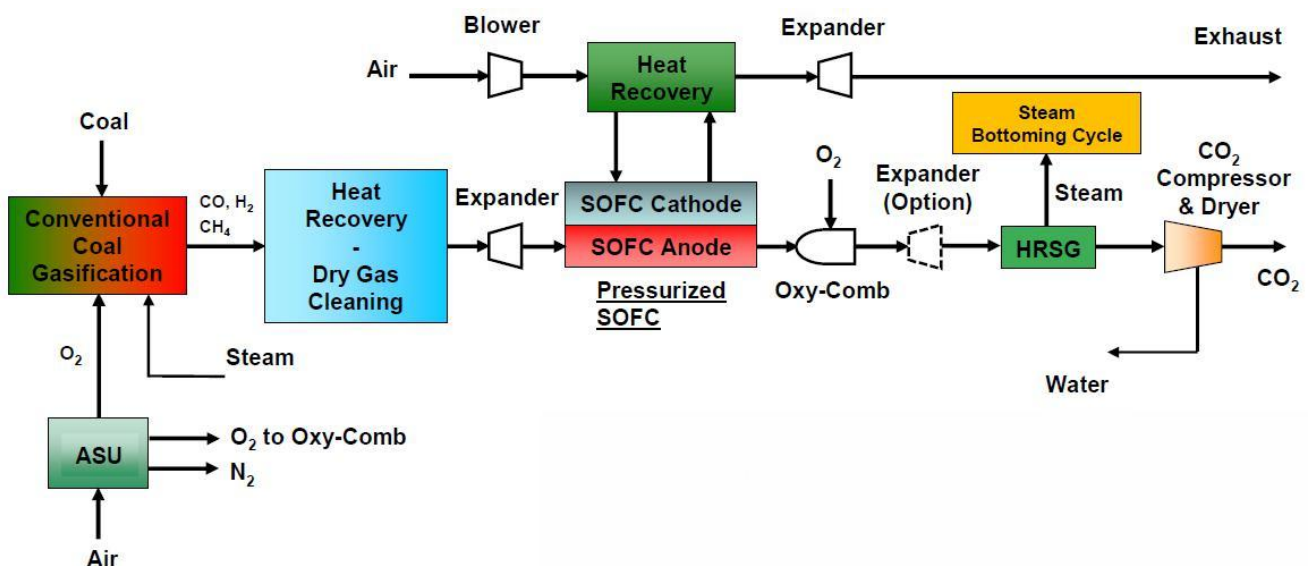 Blower
Expander
Exhaust
Air
Heat
Recovery
Steam
Bottoming Cycle
Coal
O₂
CO₂
Compressor
& Dryer
Expander
(Option)
Steam
Conventional
Coal
Gasification
CO, H₂
CH₄
Heat
Recovery
-
Dry Gas
Cleaning
Expander
SOFC Cathode
SOFC Anode
Pressurized
SOFC
Oxy-Comb
HRSG
CO₂
O₂
Steam
Water
ASU
O₂ to Oxy-Comb
N₂
Air